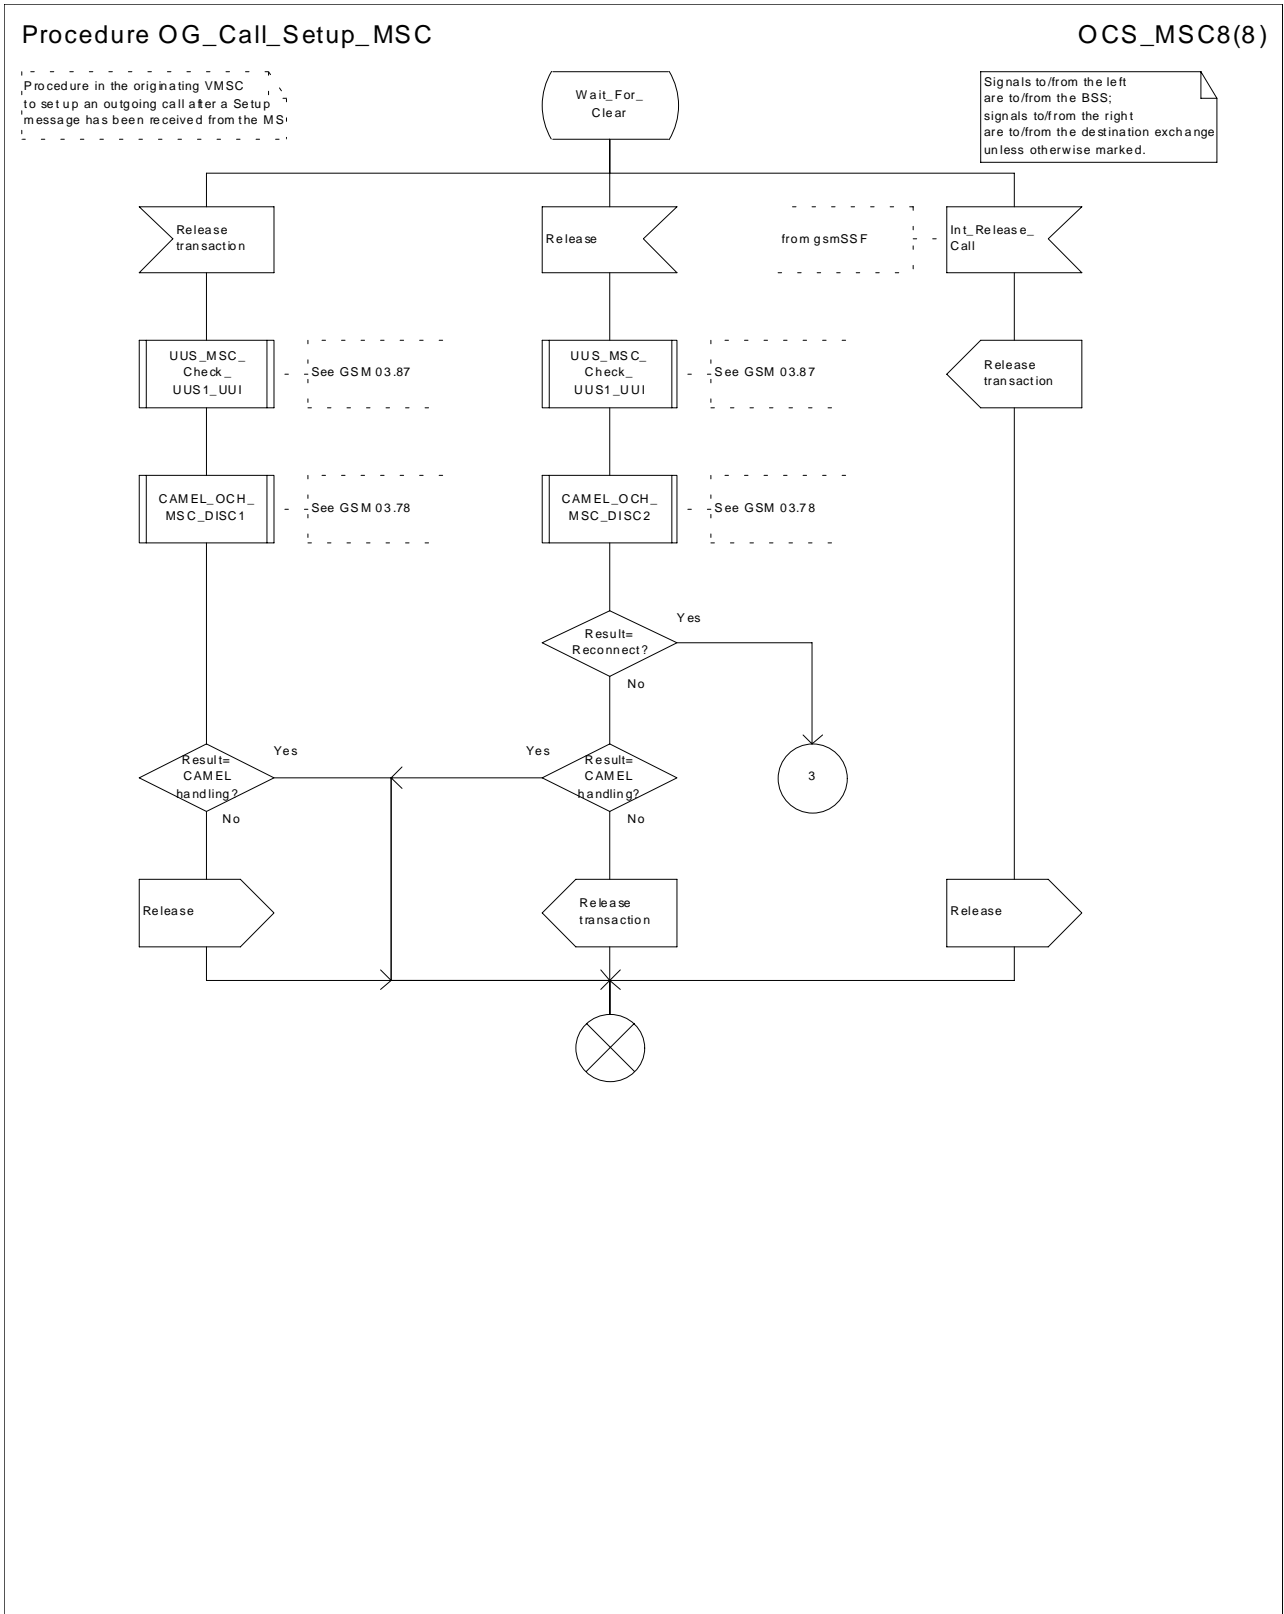 Procedure OG_Call_Setup_MSC
OCS_MSC8(8)
Procedure in the originating VMSC
to set up an outgoing call after a Setup
message has been received from the MS
Wait_For_
Clear
Signals to/from the left
are to/from the BSS;
signals to/from the right
are to/from the destination exchange
unless otherwise marked.
Release
transaction
Release
from gsmSSF
Int_Release_
Call
UUS_MSC_
Check_
UUS1_UUI
See GSM 03.87
UUS_MSC_
Check_
UUS1_UUI
See GSM 03.87
Release
transaction
CAMEL_OCH_
MSC_DISC1
See GSM 03.78
CAMEL_OCH_
MSC_DISC2
See GSM 03.78
Result=
Reconnect?
Yes
No
Result=
CAMEL
handling?
Yes
No
Yes
Result=
CAMEL
handling?
No
3
Release
Release
transaction
Release